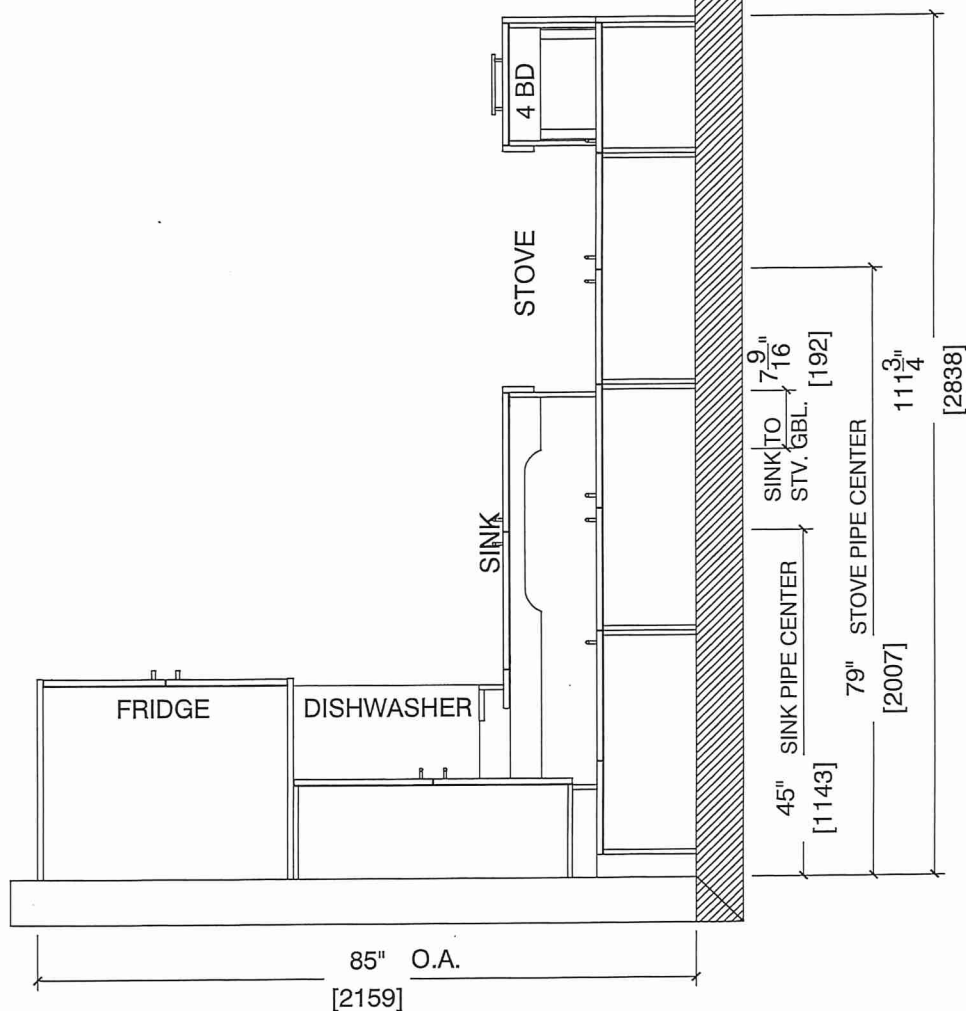 4 BD
STOVE
SINK
FRIDGE
DISHWASHER
7 9/16"
[192]
SINK TO
STV. GBL.
111 3/4"
[2838]
STOVE PIPE CENTER
79"
[2007]
SINK PIPE CENTER
45"
[1143]
85" O.A.
[2159]